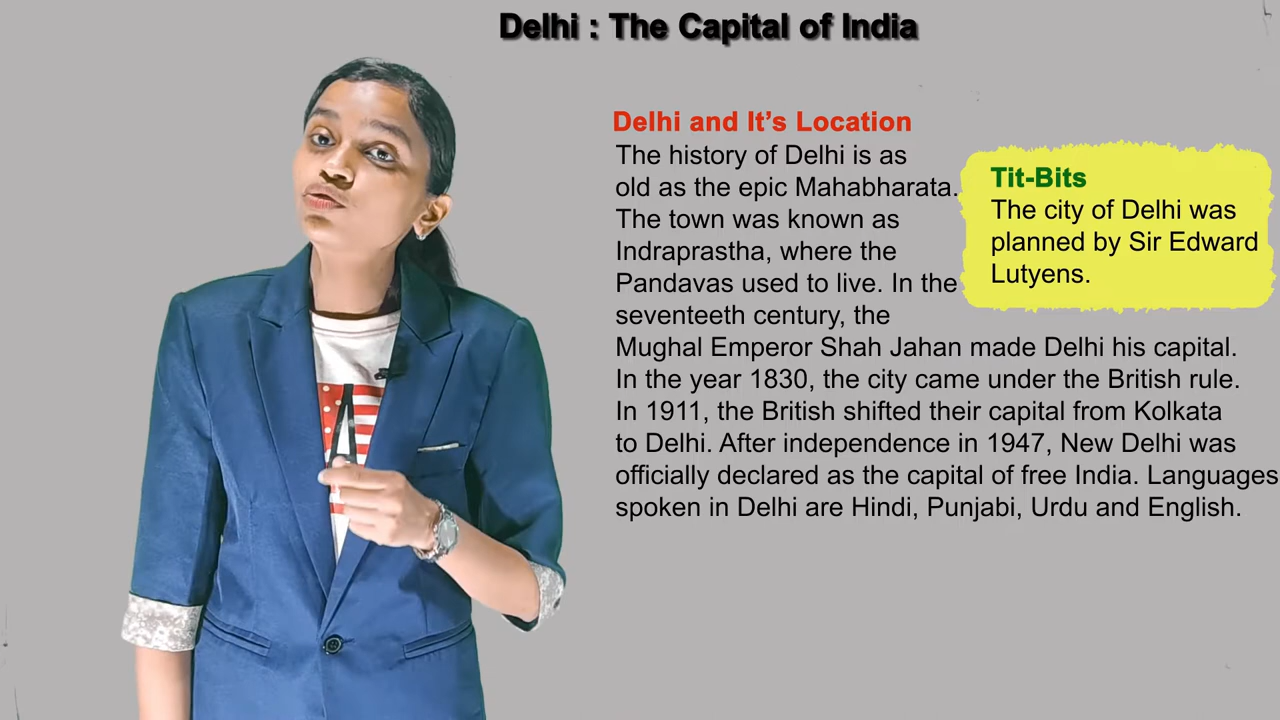 Delhi : The Capital of India
Delhi and It's Location
The history of Delhi is as
old as the epic Mahabharata.
The town was known as
Indraprastha, where the
Pandavas used to live. In the
seventeeth century, the
Mughal Emperor Shah Jahan made Delhi his capital.
In the year 1830, the city came under the British rule.
In 1911, the British shifted their capital from Kolkata
to Delhi. After independence in 1947, New Delhi was
officially declared as the capital of free India. Languages
spoken in Delhi are Hindi, Punjabi, Urdu and English.
Tit-Bits
The city of Delhi was
planned by Sir Edward
Lutyens.